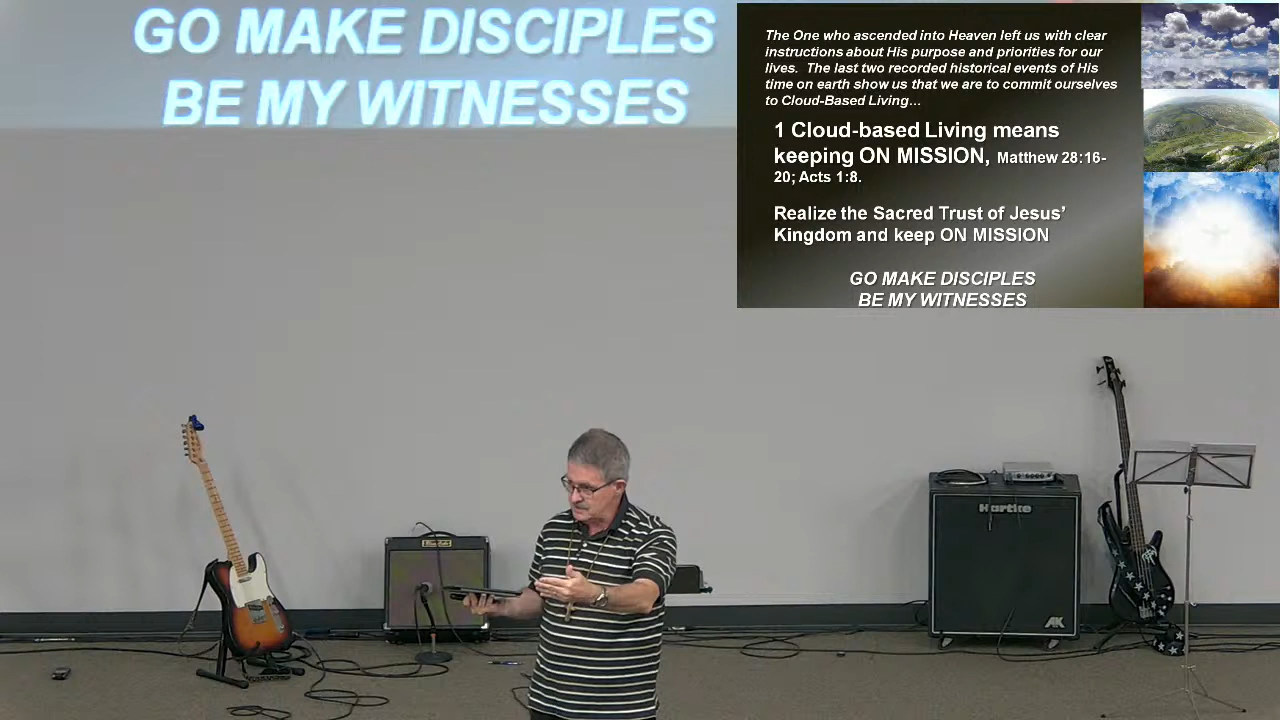 GO MAKE DISCIPLES
BE MY WITNESSES
The One who ascended into Heaven left us with clear
instructions about His purpose and priorities for our
lives. The last two recorded historical events of His
time on earth show us that we are to commit ourselves
to Cloud-Based Living…
1 Cloud-based Living means
keeping ON MISSION, Matthew 28:16-
20; Acts 1:8.
Realize the Sacred Trust of Jesus'
Kingdom and keep ON MISSION
GO MAKE DISCIPLES
BE MY WITNESSES
Hartke
AK